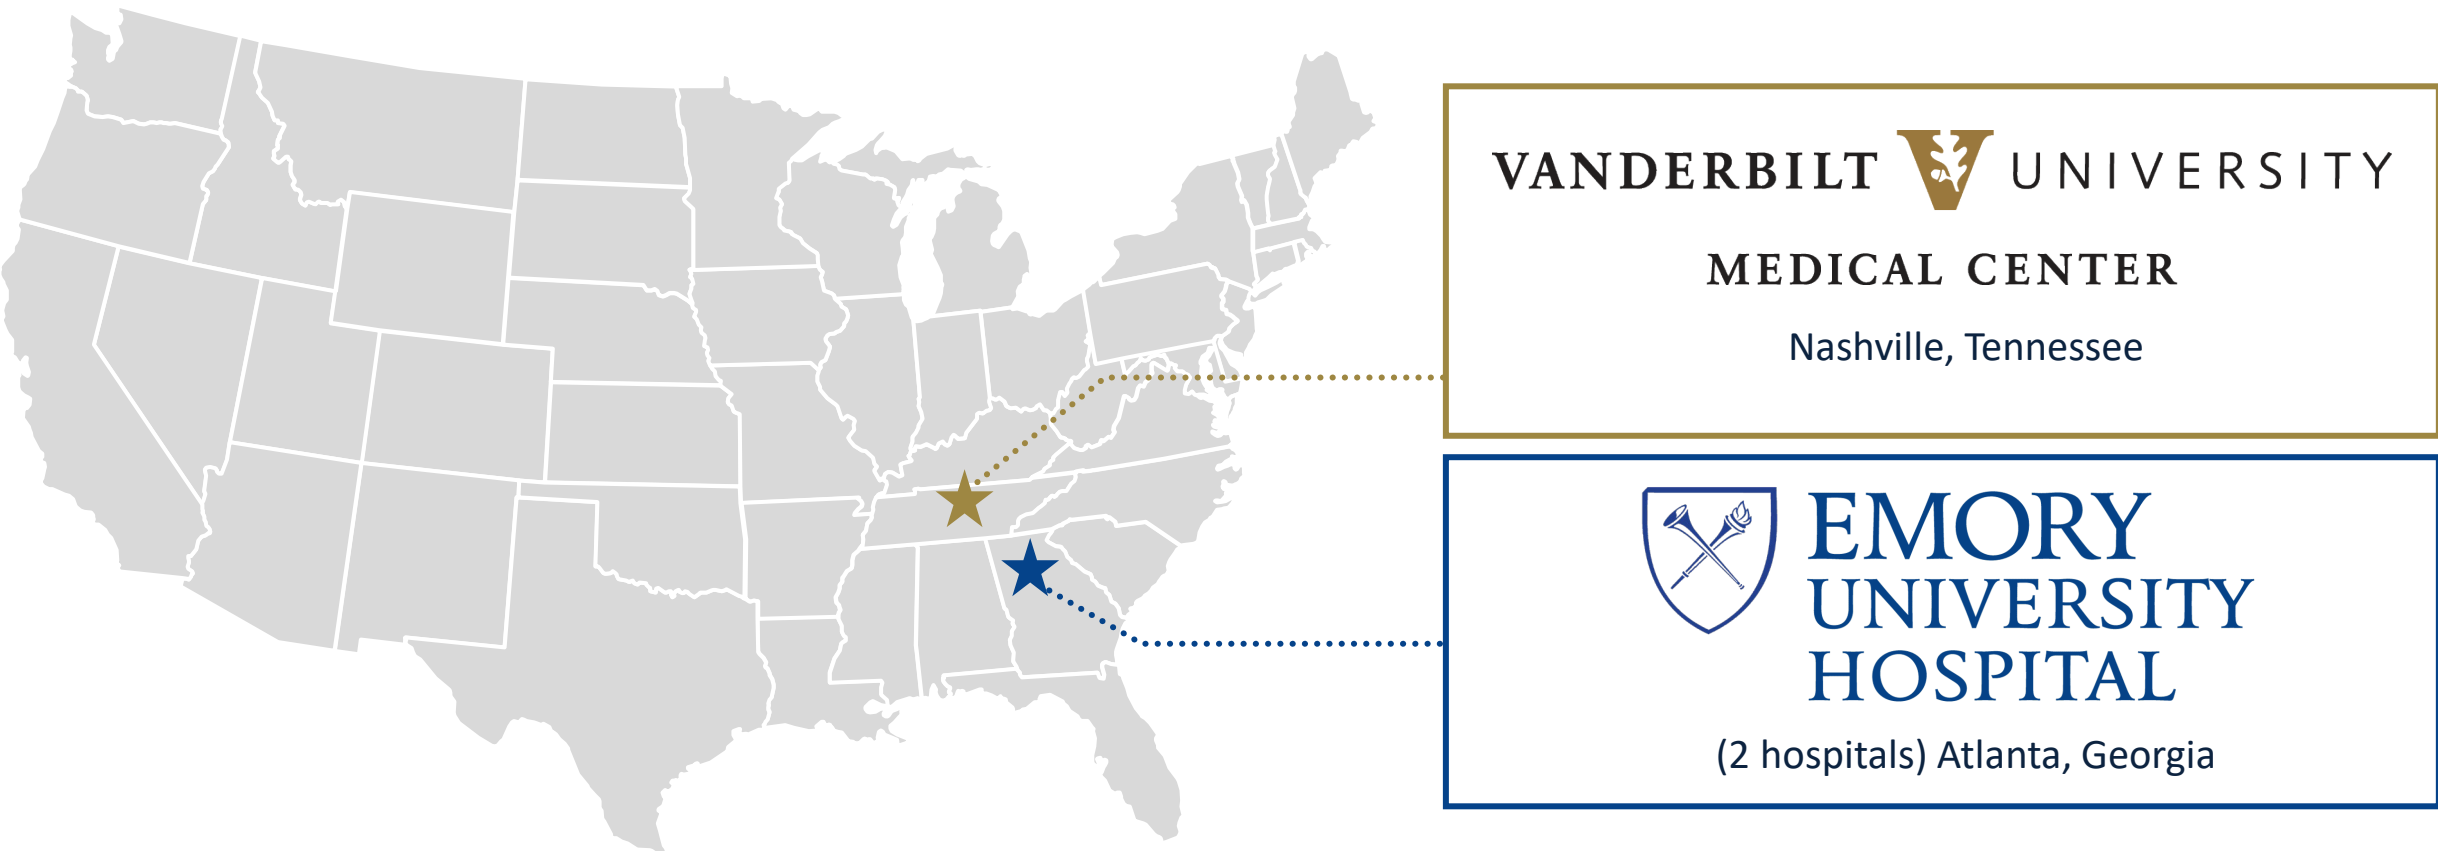 VANDERBILT V UNIVERSITY
MEDICAL CENTER
Nashville, Tennessee
EMORY
UNIVERSITY
HOSPITAL
(2 hospitals) Atlanta, Georgia